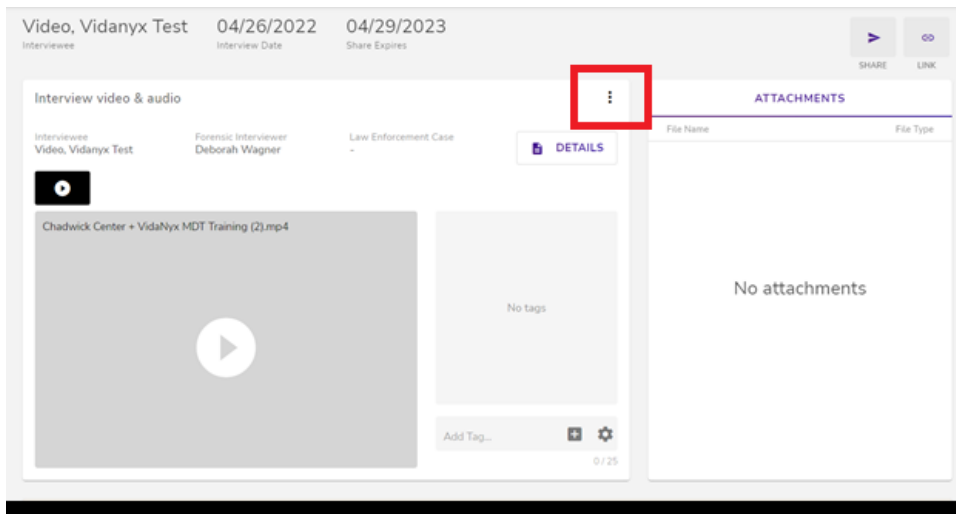 Video, Vidanyx Test 04/26/2022 04/29/2023
Interviewee Interview Date Share Expires
SHARE LINK
Interview video & audio
Interviewee Forensic Interviewer Law Enforcement Case
Video, Vidanyx Test Deborah Wagner -
DETAILS
Chadwick Center + VidaNyx MDT Training (2).mp4
No tags
Add Tag...
0 / 25
ATTACHMENTS
File Name File Type
No attachments